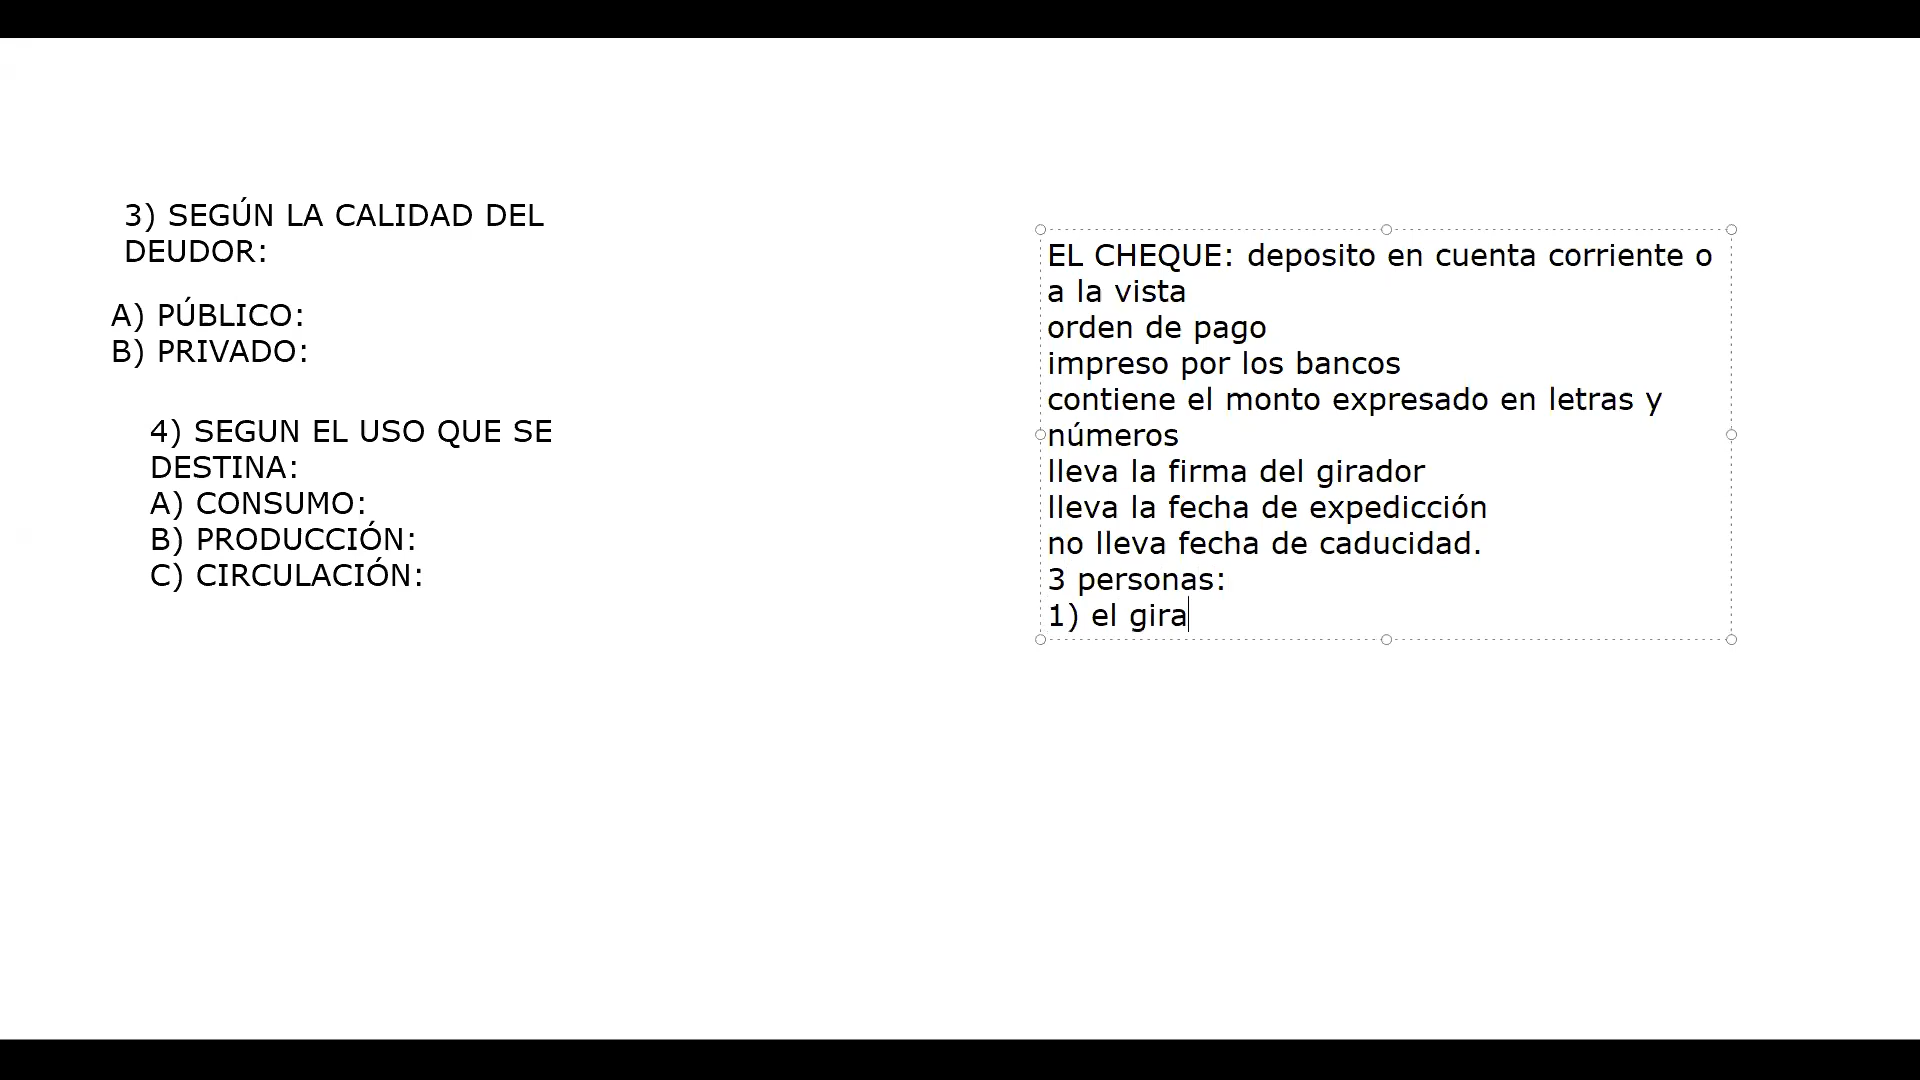 3) SEGÚN LA CALIDAD DEL
DEUDOR:
A) PÚBLICO:
B) PRIVADO:
4) SEGUN EL USO QUE SE
DESTINA:
A) CONSUMO:
B) PRODUCCIÓN:
C) CIRCULACIÓN:
EL CHEQUE: deposito en cuenta corriente o
a la vista
orden de pago
impreso por los bancos
contiene el monto expresado en letras y
números
lleva la firma del girador
lleva la fecha de expedicción
no lleva fecha de caducidad.
3 personas:
1) el gira